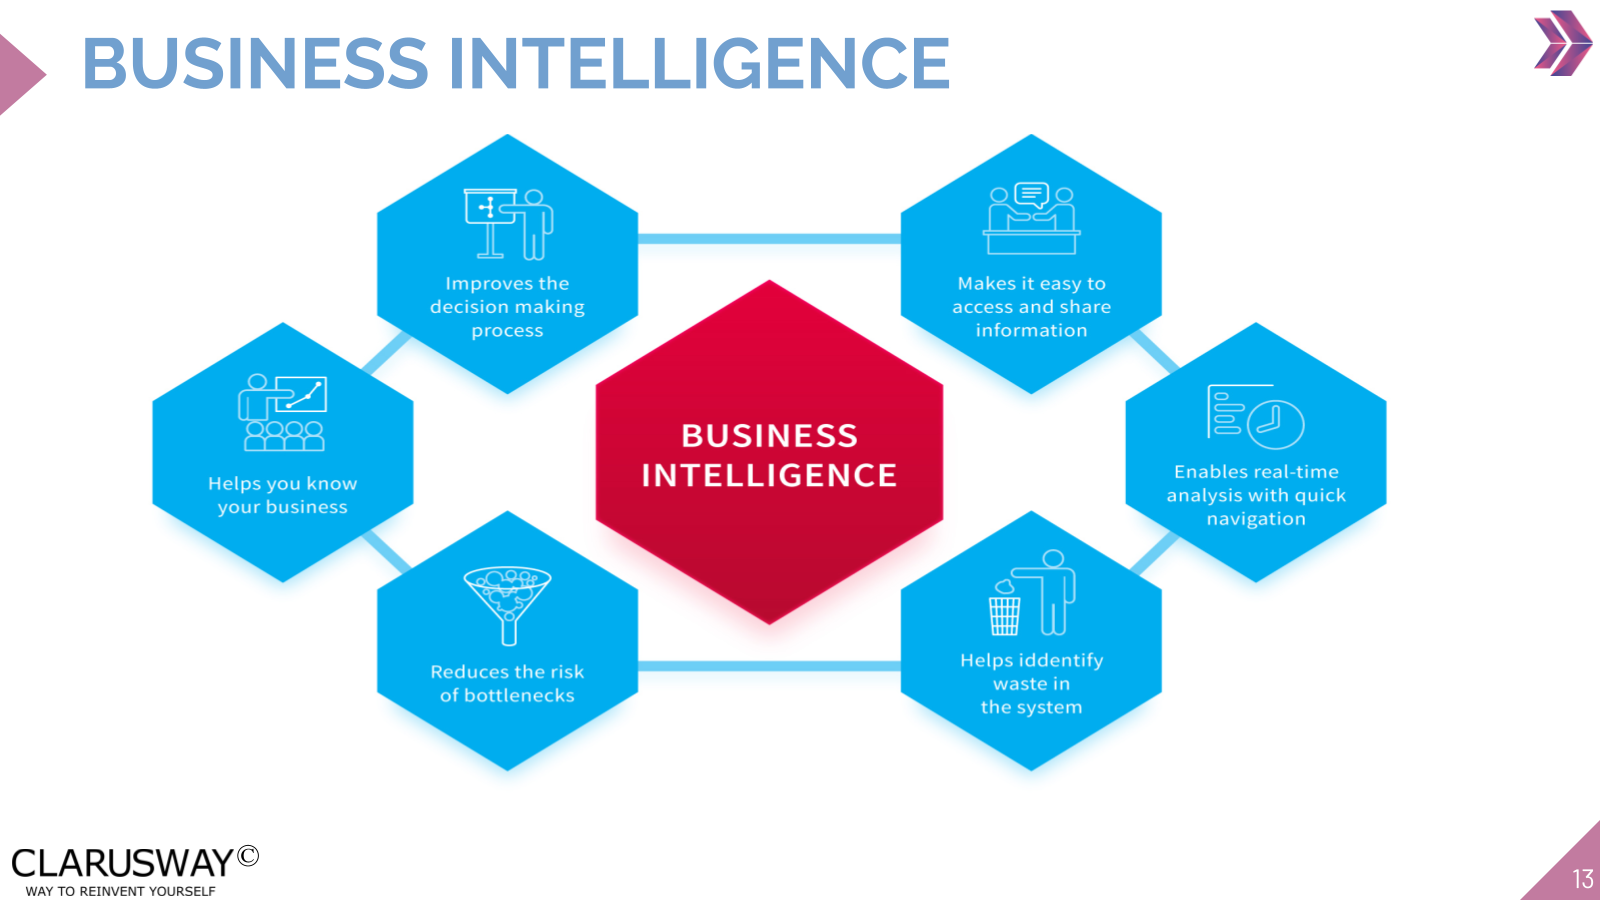 BUSINESS INTELLIGENCE
Improves the
decision making
process
Makes it easy to
access and share
information
Helps you know
your business
BUSINESS
INTELLIGENCE
Enables real-time
analysis with quick
navigation
Reduces the risk
of bottlenecks
Helps iddentify
waste in
the system
CLARUSWAY©
WAY TO REINVENT YOURSELF
13